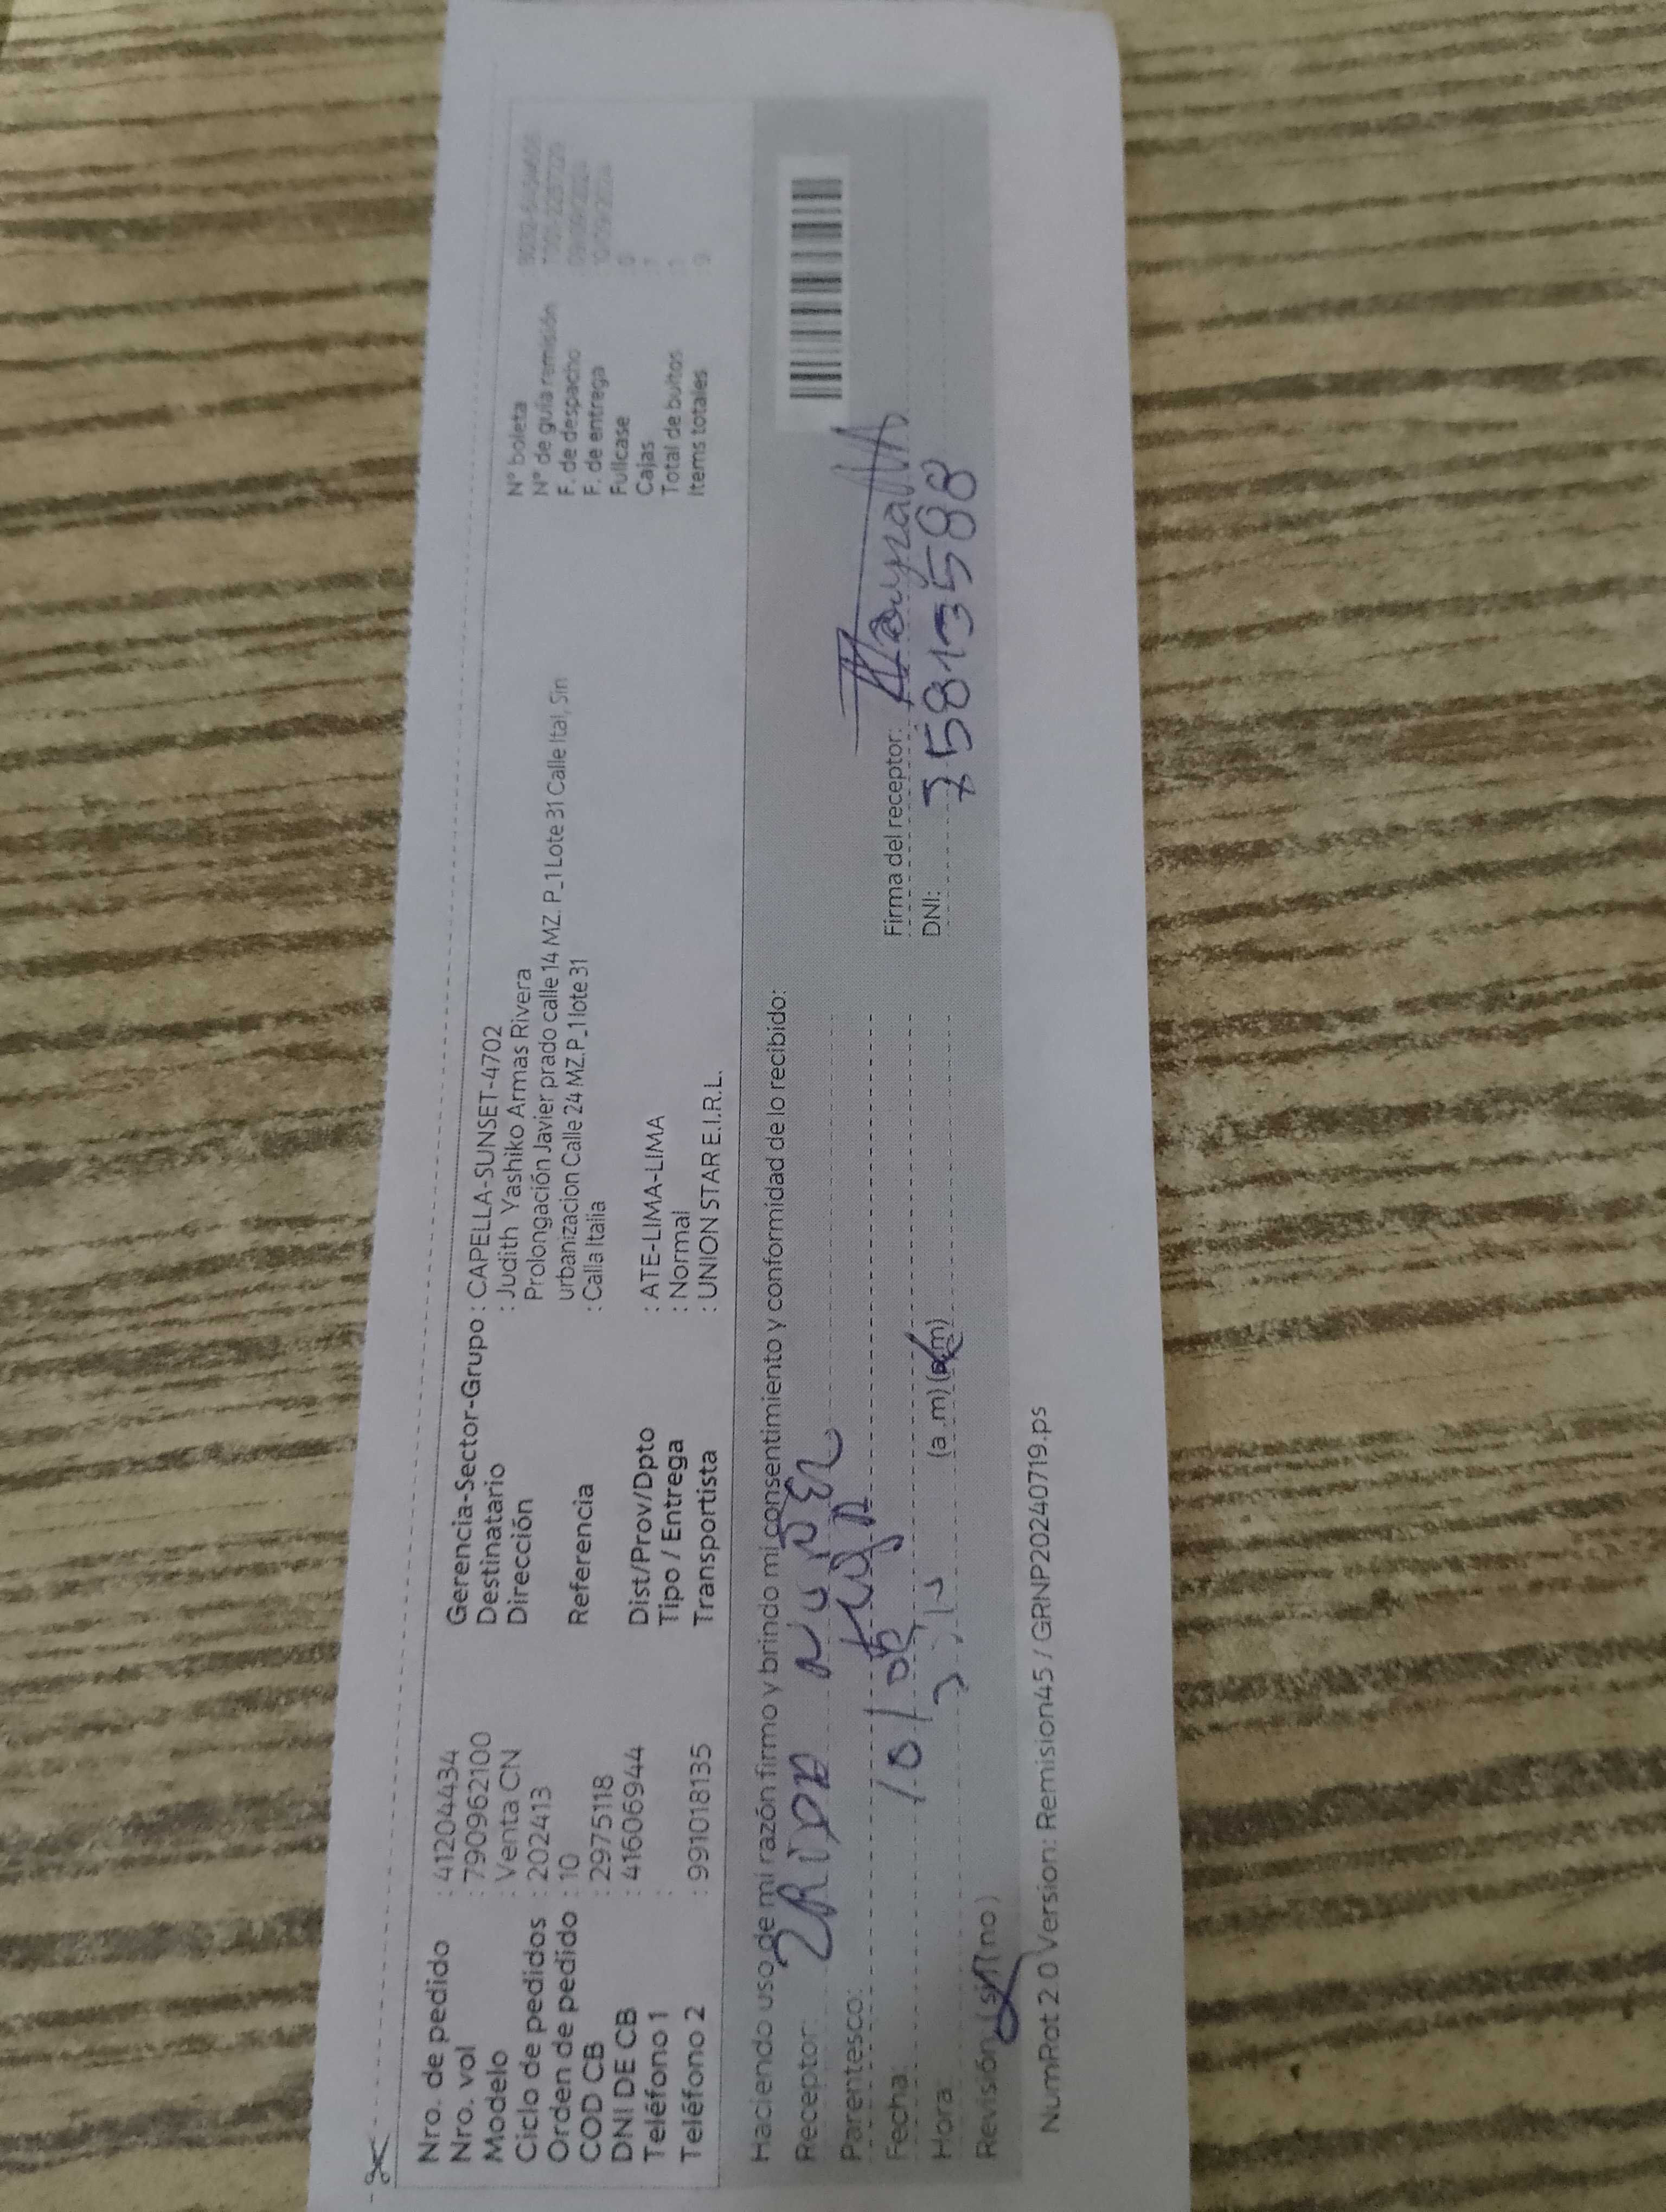 Nro. de pedido : 41204434
Nro. vol : 790962100
Modelo : Venta CN
Ciclo de pedidos : 202413
Orden de pedido : 10
COD CB : 2975118
DNI DE CB : 41606944
Teléfono 1 :
Teléfono 2 : 991018135
Gerencia-Sector-Grupo : CAPELLA-SUNSET-4702
Destinatario : Judith Yashiko Armas Rivera
Dirección Prolongación Javier prado calle 14 MZ. P_1 Lote 31 Calle Ital, Sin
urbanizacion Calle 24 MZ.P_1 lote 31
Referencia : Calla Italia
Dist/Prov/Dpto : ATE-LIMA-LIMA
Tipo / Entrega : Normal
Transportista : UNION STAR E.I.R.L.
N° boleta
N° de guía remisión
F. de despacho
F. de entrega
Fullcase
Cajas
Total de bultos
Items totales
Haciendo uso de mi razón firmo y brindo mi consentimiento y conformidad de lo recibido:
Receptor:
Parentesco:
Fecha:
Hora: (a.m) (p.m)
Revisión (si) (no)
Firma del receptor:
DNI: 75813588
NumRot 2.0 Version: Remision45 / GRNP20240719.ps